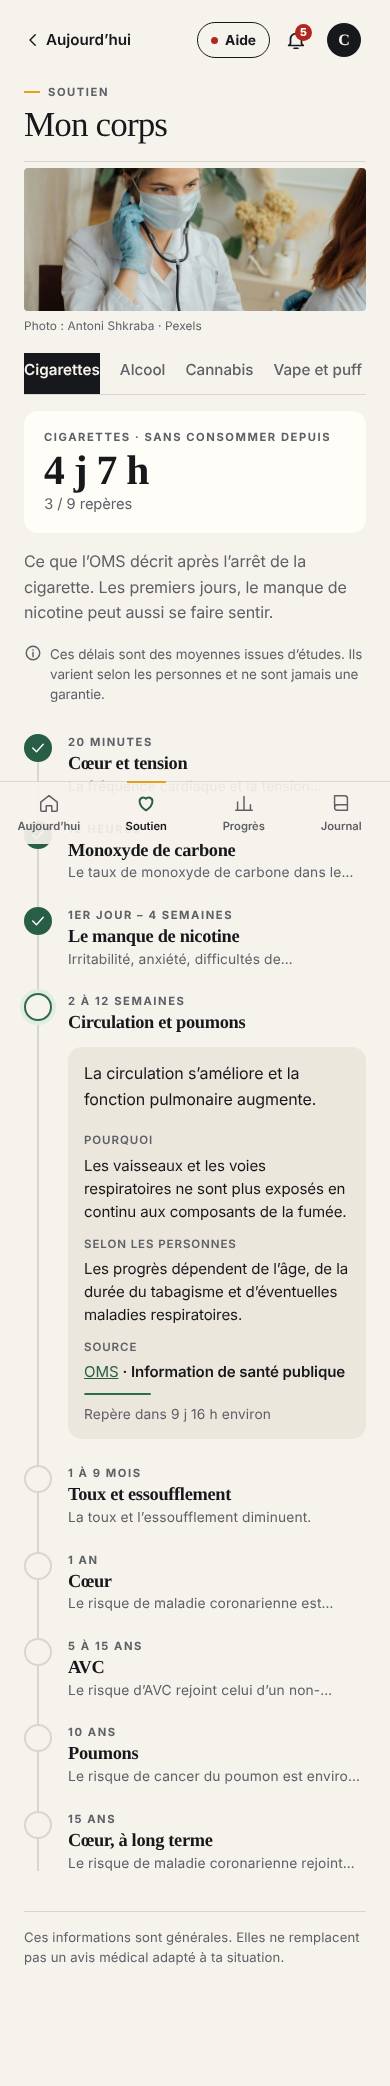 Aujourd’hui
Aide
5
C
SOUTIEN
Mon corps
Photo : Antoni Shkraba · Pexels
Cigarettes Alcool Cannabis Vape et puff
CIGARETTES · SANS CONSOMMER DEPUIS
4 j 7 h
3 / 9 repères
Ce que l’OMS décrit après l’arrêt de la
cigarette. Les premiers jours, le manque de
nicotine peut aussi se faire sentir.
Ces délais sont des moyennes issues d’études. Ils
varient selon les personnes et ne sont jamais une
garantie.
20 MINUTES
Cœur et tension
La fréquence cardiaque et la tension...
Aujourd’hui Soutien Progrès Journal
Monoxyde de carbone
Le taux de monoxyde de carbone dans le...
1ER JOUR – 4 SEMAINES
Le manque de nicotine
Irritabilité, anxiété, difficultés de...
2 À 12 SEMAINES
Circulation et poumons
La circulation s’améliore et la
fonction pulmonaire augmente.
POURQUOI
Les vaisseaux et les voies
respiratoires ne sont plus exposés en
continu aux composants de la fumée.
SELON LES PERSONNES
Les progrès dépendent de l’âge, de la
durée du tabagisme et d’éventuelles
maladies respiratoires.
SOURCE
OMS · Information de santé publique
Repère dans 9 j 16 h environ
1 À 9 MOIS
Toux et essoufflement
La toux et l’essoufflement diminuent.
1 AN
Cœur
Le risque de maladie coronarienne est...
5 À 15 ANS
AVC
Le risque d’AVC rejoint celui d’un non-...
10 ANS
Poumons
Le risque de cancer du poumon est enviro...
15 ANS
Cœur, à long terme
Le risque de maladie coronarienne rejoint...
Ces informations sont générales. Elles ne remplacent
pas un avis médical adapté à ta situation.